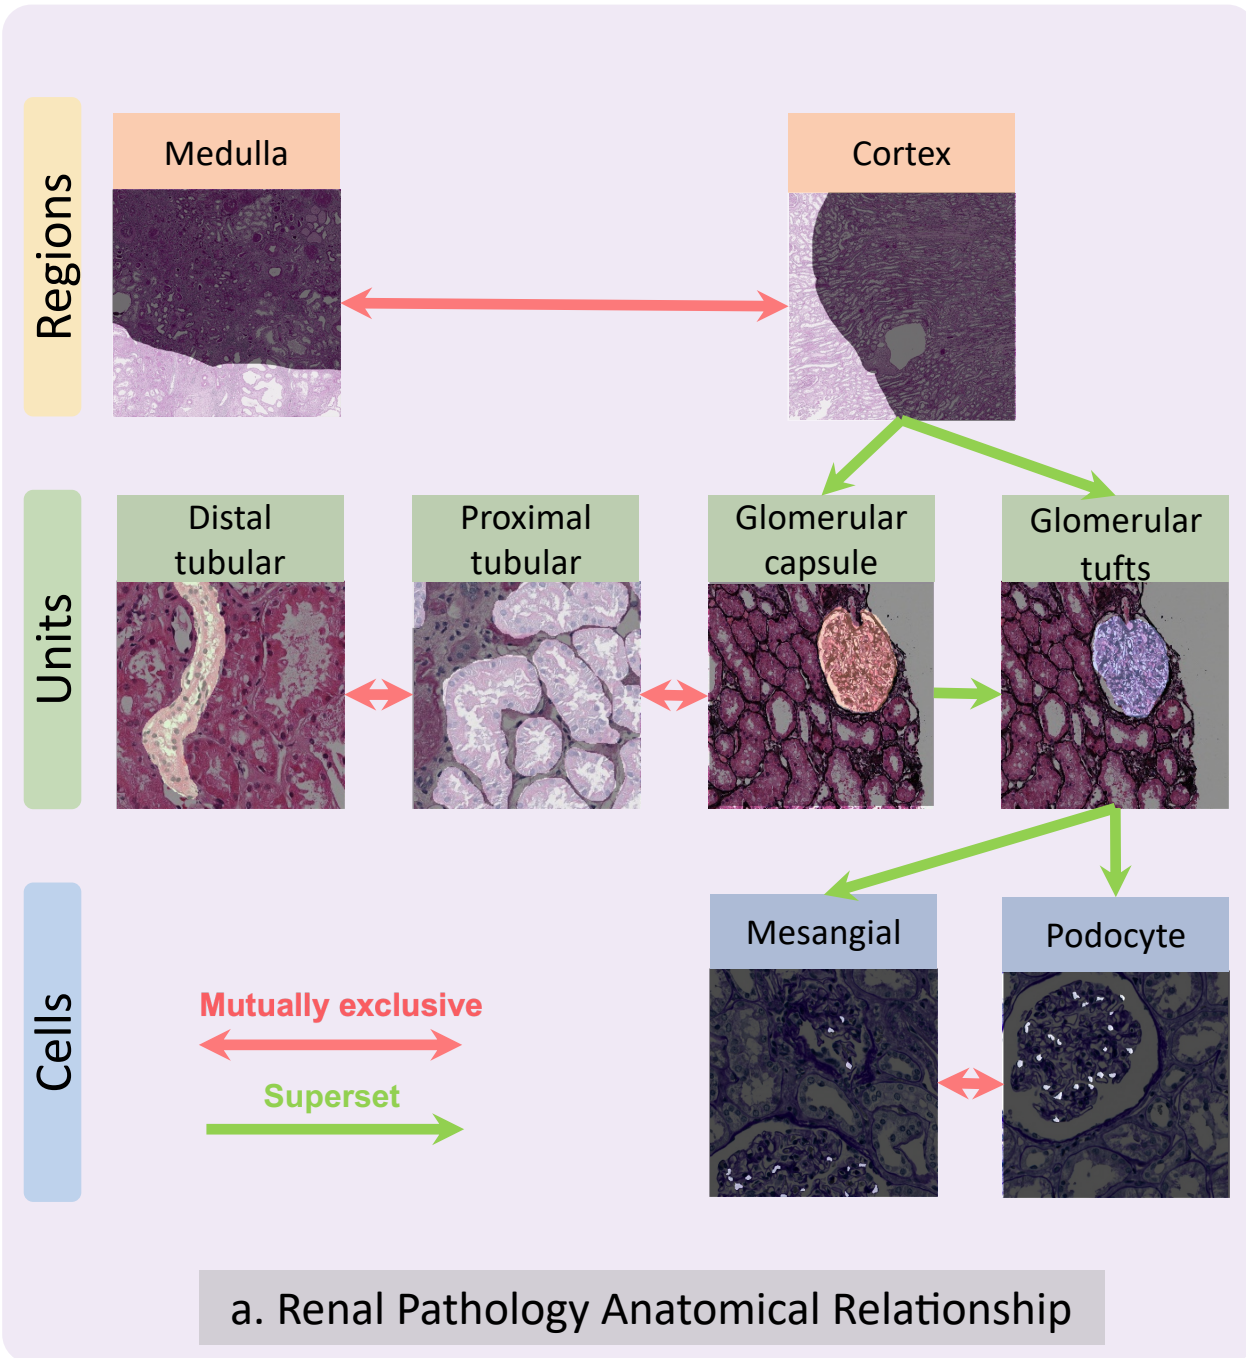 Regions
Medulla
Cortex
Units
Distal
tubular
Proximal
tubular
Glomerular
capsule
Glomerular
tufts
Cells
Mesangial
Podocyte
Mutually exclusive
Superset
a. Renal Pathology Anatomical Relationship